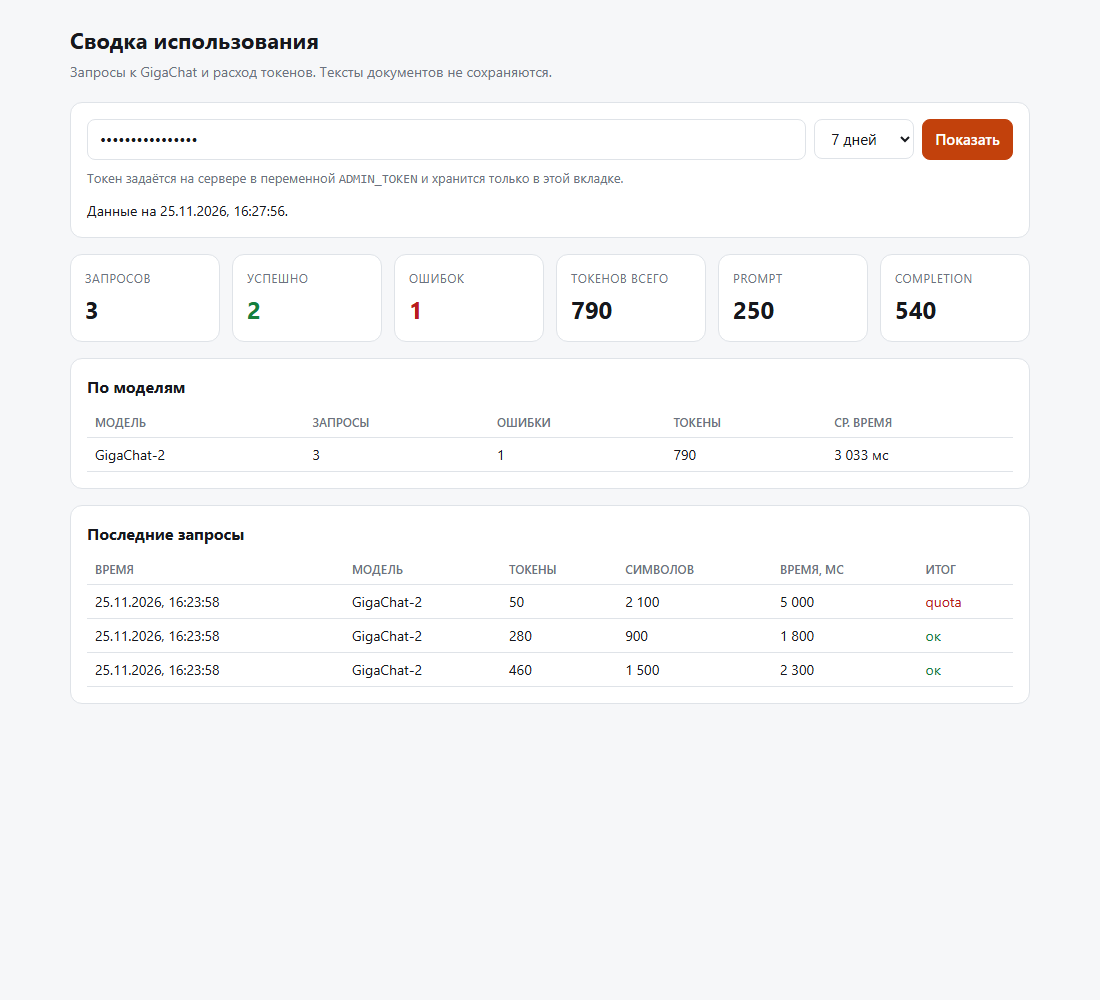 Сводка использования
Запросы к GigaChat и расход токенов. Тексты документов не сохраняются.
•••••••••••••••• 7 дней Показать
Токен задаётся на сервере в переменной ADMIN_TOKEN и хранится только в этой вкладке.
Данные на 25.11.2026, 16:27:56.
ЗАПРОСОВ УСПЕШНО ОШИБОК ТОКЕНОВ ВСЕГО PROMPT COMPLETION
3 2 1 790 250 540
По моделям
МОДЕЛЬ ЗАПРОСЫ ОШИБКИ ТОКЕНЫ СР. ВРЕМЯ
GigaChat-2 3 1 790 3 033 мс
Последние запросы
ВРЕМЯ МОДЕЛЬ ТОКЕНЫ СИМВОЛОВ ВРЕМЯ, МС ИТОГ
25.11.2026, 16:23:58 GigaChat-2 50 2 100 5 000 quota
25.11.2026, 16:23:58 GigaChat-2 280 900 1 800 ок
25.11.2026, 16:23:58 GigaChat-2 460 1 500 2 300 ок